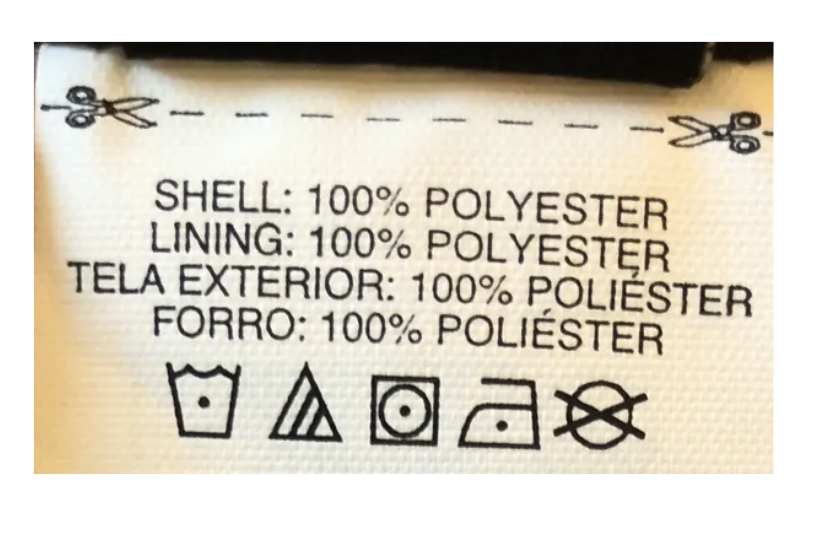 SHELL: 100% POLYESTER
LINING: 100% POLYESTER
TELA EXTERIOR: 100% POLIÉSTER
FORRO: 100% POLIÉSTER